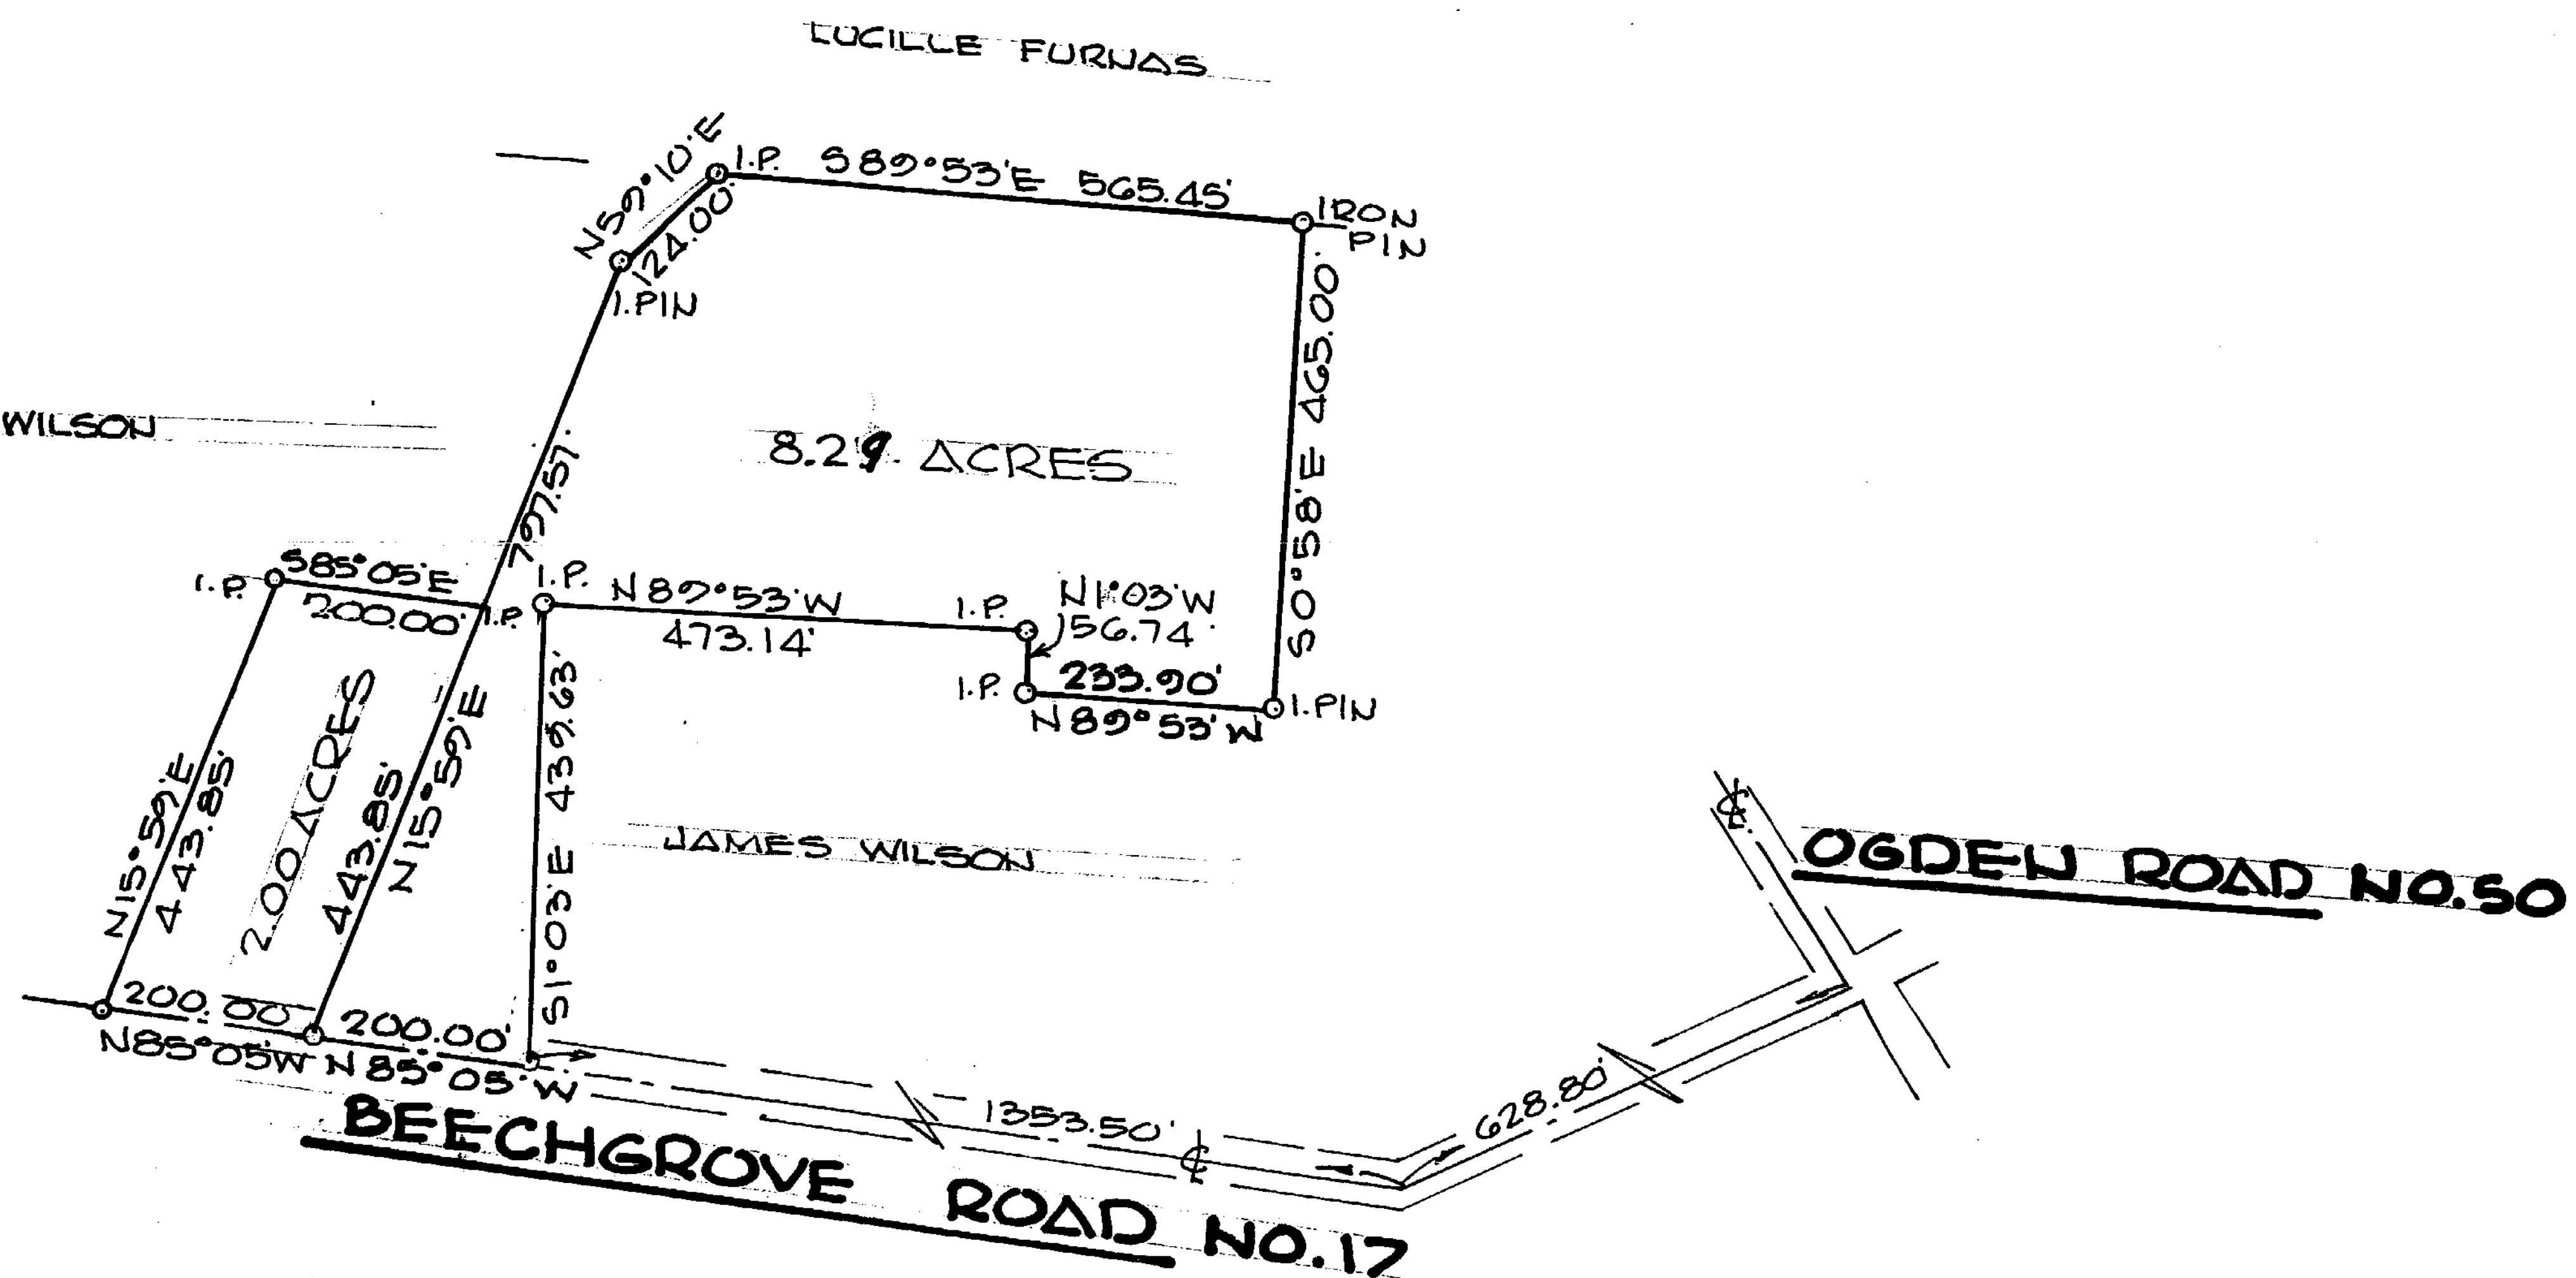 LUCILLE FURNAS
N59°10'E
124.00'
I.P.
S89°53'E 565.45'
IRON
PIN
I.PIN
S0°58'E 465.00'
WILSON
8.29 ACRES
797.57'
I.P.
S85°05'E
200.00'
I.P.
I.P.
N89°53'W
473.14'
I.P.
N1°03'W
56.74'
I.P.
233.90'
N89°53'W
I.PIN
N15°59'E
443.85'
2.00 ACRES
443.85'
N15°59'E
S1°03'E 439.63'
JAMES WILSON
℄
OGDEN ROAD NO.50
200.00'
N85°05'W
200.00'
N85°05'W
1353.50'
℄
628.80'
BEECHGROVE ROAD NO.17